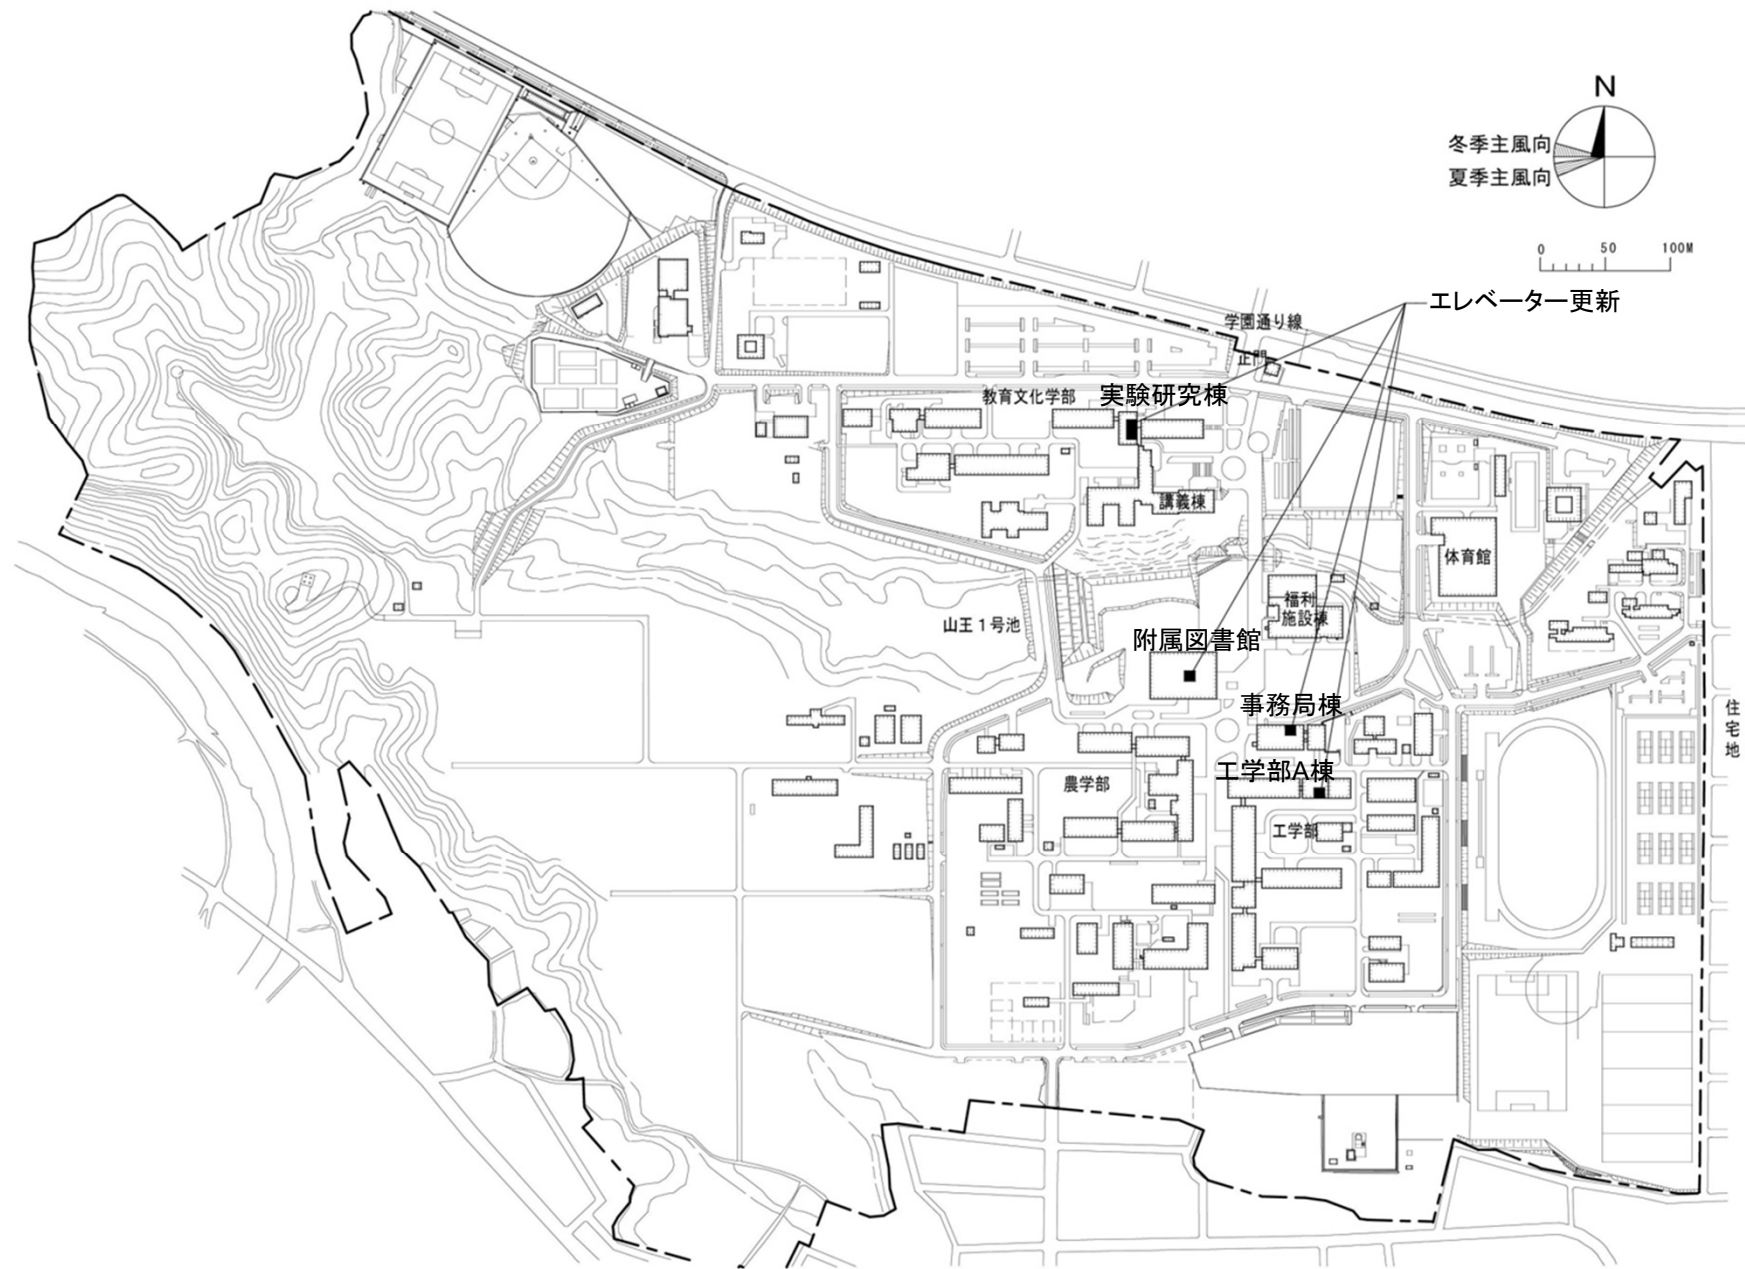 N
冬季主風向
夏季主風向
0 50 100M
エレベーター更新
学園通り線
正門
教育文化学部
実験研究棟
講義棟
体育館
福利
施設棟
山王1号池
附属図書館
事務局棟
住宅地
工学部A棟
農学部
工学部